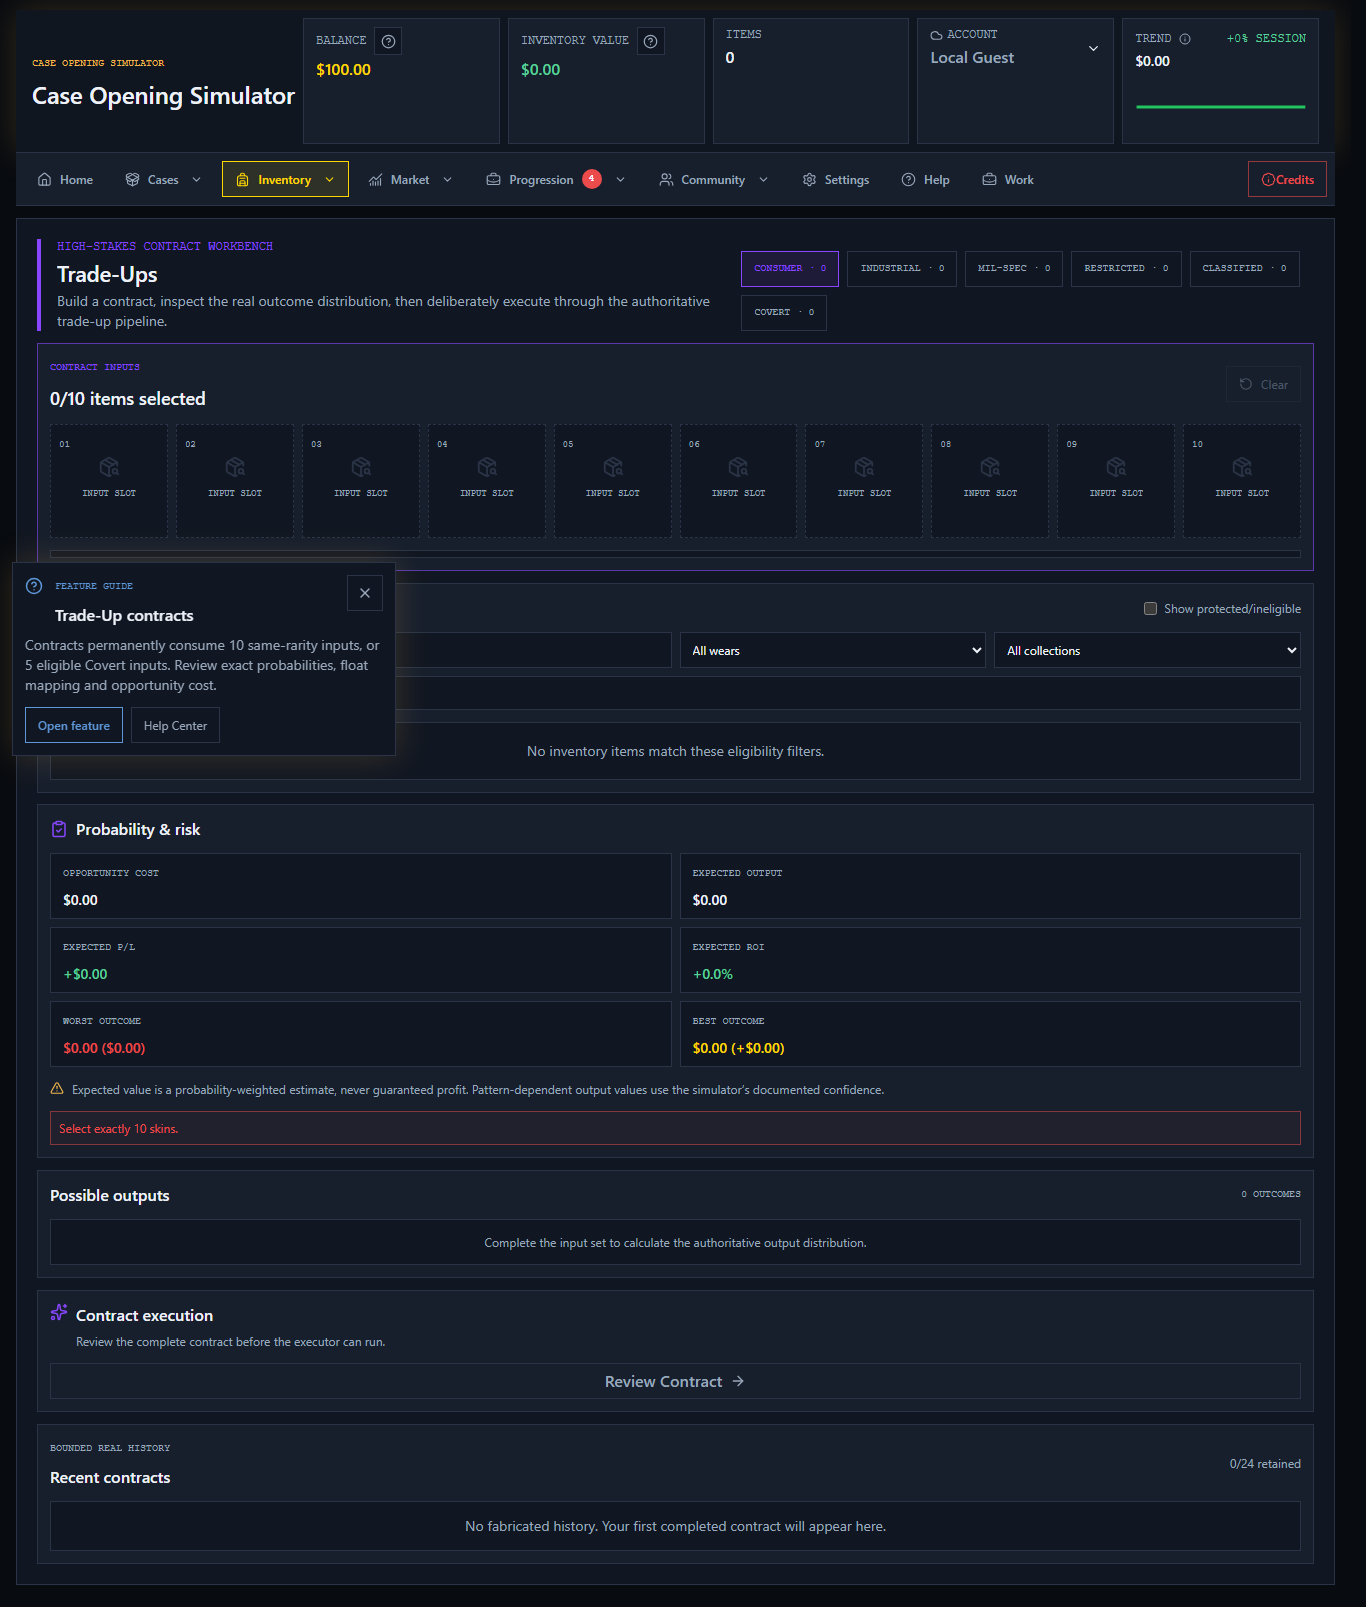 CASE OPENING SIMULATOR
Case Opening Simulator
BALANCE
$100.00
INVENTORY VALUE
$0.00
ITEMS
0
ACCOUNT
Local Guest
TREND
+0% SESSION
$0.00
Home
Cases
Inventory
Market
Progression 4
Community
Settings
Help
Work
Credits
HIGH-STAKES CONTRACT WORKBENCH
Trade-Ups
Build a contract, inspect the real outcome distribution, then deliberately execute through the authoritative
trade-up pipeline.
CONSUMER · 0
INDUSTRIAL · 0
MIL-SPEC · 0
RESTRICTED · 0
CLASSIFIED · 0
COVERT · 0
CONTRACT INPUTS
0/10 items selected
Clear
01
INPUT SLOT
02
INPUT SLOT
03
INPUT SLOT
04
INPUT SLOT
05
INPUT SLOT
06
INPUT SLOT
07
INPUT SLOT
08
INPUT SLOT
09
INPUT SLOT
10
INPUT SLOT
FEATURE GUIDE
Trade-Up contracts
Contracts permanently consume 10 same-rarity inputs, or
5 eligible Covert inputs. Review exact probabilities, float
mapping and opportunity cost.
Open feature
Help Center
Show protected/ineligible
All wears
All collections
No inventory items match these eligibility filters.
Probability & risk
OPPORTUNITY COST
$0.00
EXPECTED OUTPUT
$0.00
EXPECTED P/L
+$0.00
EXPECTED ROI
+0.0%
WORST OUTCOME
$0.00 ($0.00)
BEST OUTCOME
$0.00 (+$0.00)
Expected value is a probability-weighted estimate, never guaranteed profit. Pattern-dependent output values use the simulator's documented confidence.
Select exactly 10 skins.
Possible outputs
0 OUTCOMES
Complete the input set to calculate the authoritative output distribution.
Contract execution
Review the complete contract before the executor can run.
Review Contract
BOUNDED REAL HISTORY
Recent contracts
0/24 retained
No fabricated history. Your first completed contract will appear here.